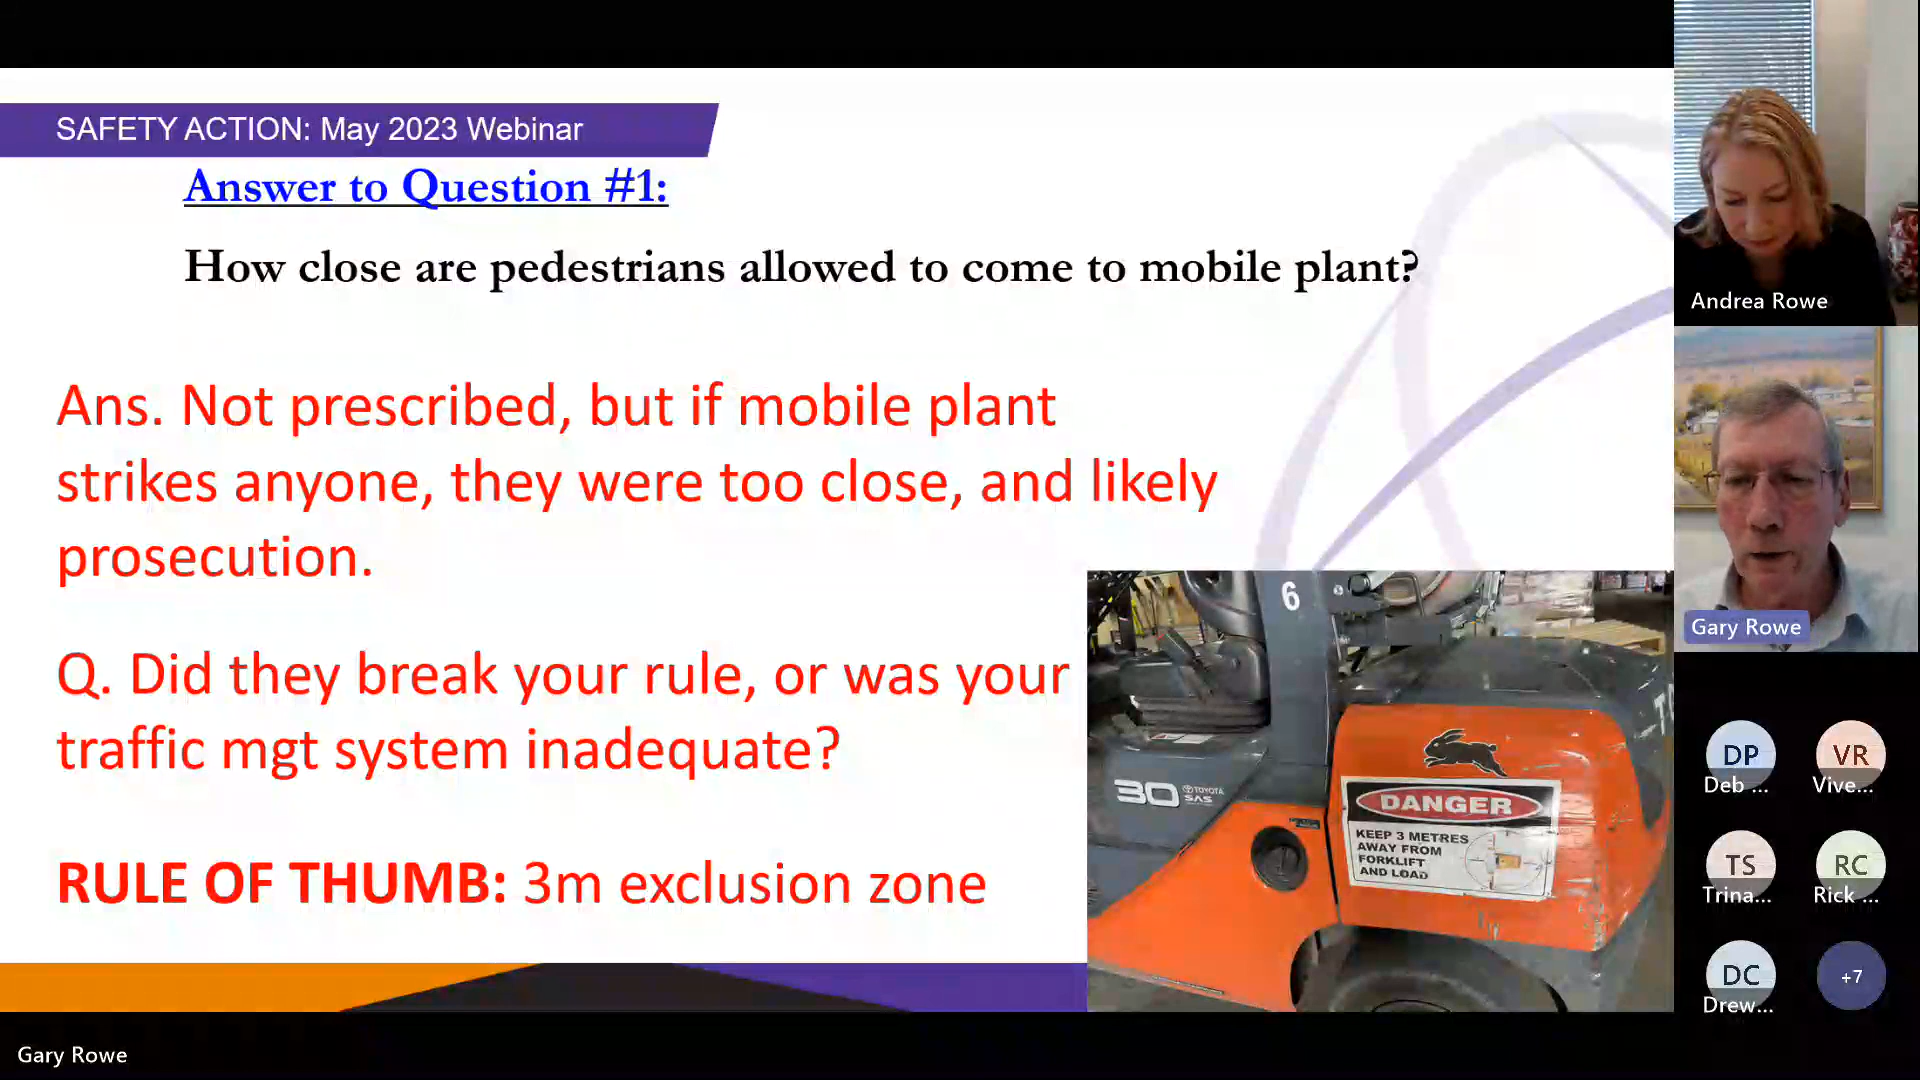 SAFETY ACTION: May 2023 Webinar
Answer to Question #1:
How close are pedestrians allowed to come to mobile plant?
Ans. Not prescribed, but if mobile plant
strikes anyone, they were too close, and likely
prosecution.
Q. Did they break your rule, or was your
traffic mgt system inadequate?
RULE OF THUMB: 3m exclusion zone
6
30
TOYOTA
SAS
DANGER
KEEP 3 METRES
AWAY FROM
FORKLIFT
AND LOAD
Andrea Rowe
Gary Rowe
DP
Deb ...
VR
Vive...
TS
Trina...
RC
Rick ...
DC
Drew...
+7
Gary Rowe